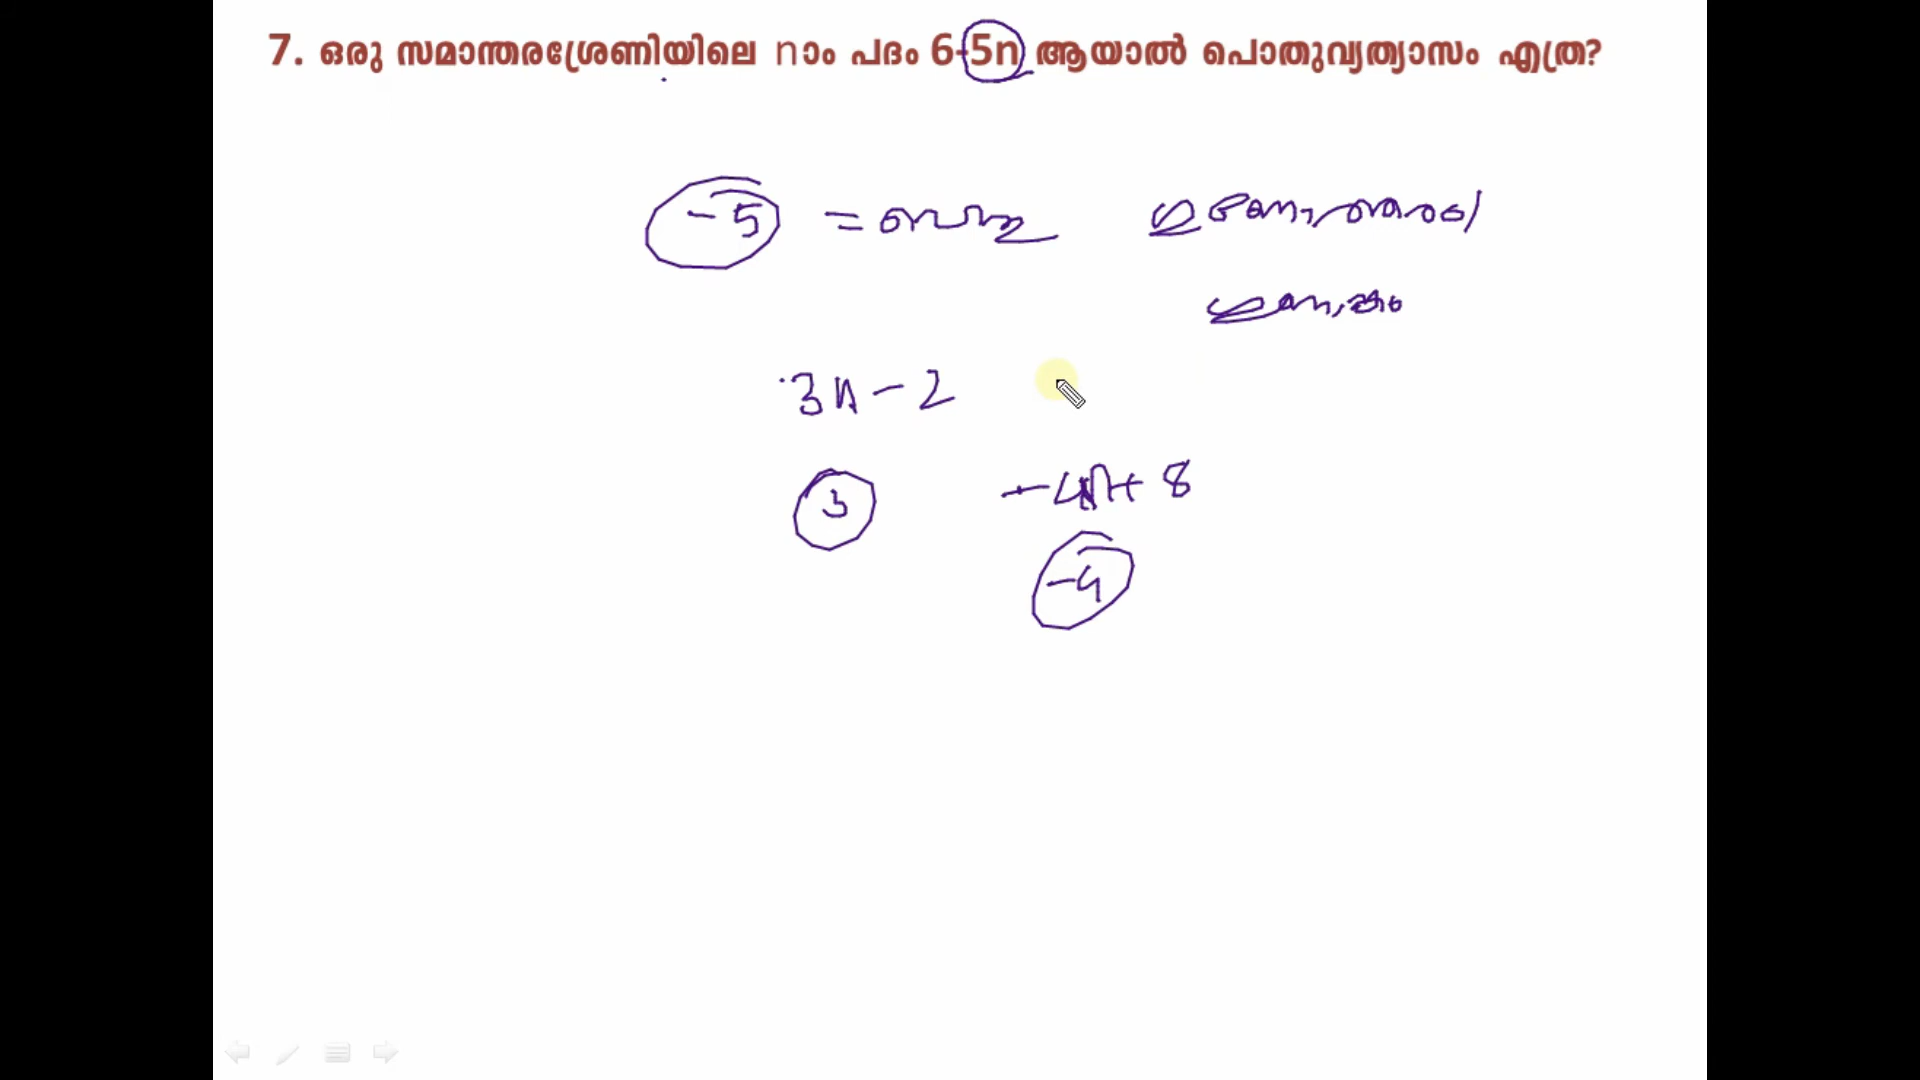 7. ഒരു സമാന്തരശ്രേണിയിലെ nാം പദം 6-5n ആയാൽ പൊതുവ്യത്യാസം എത്ര?
-5 =
3n-2
3
-4n+8
-4